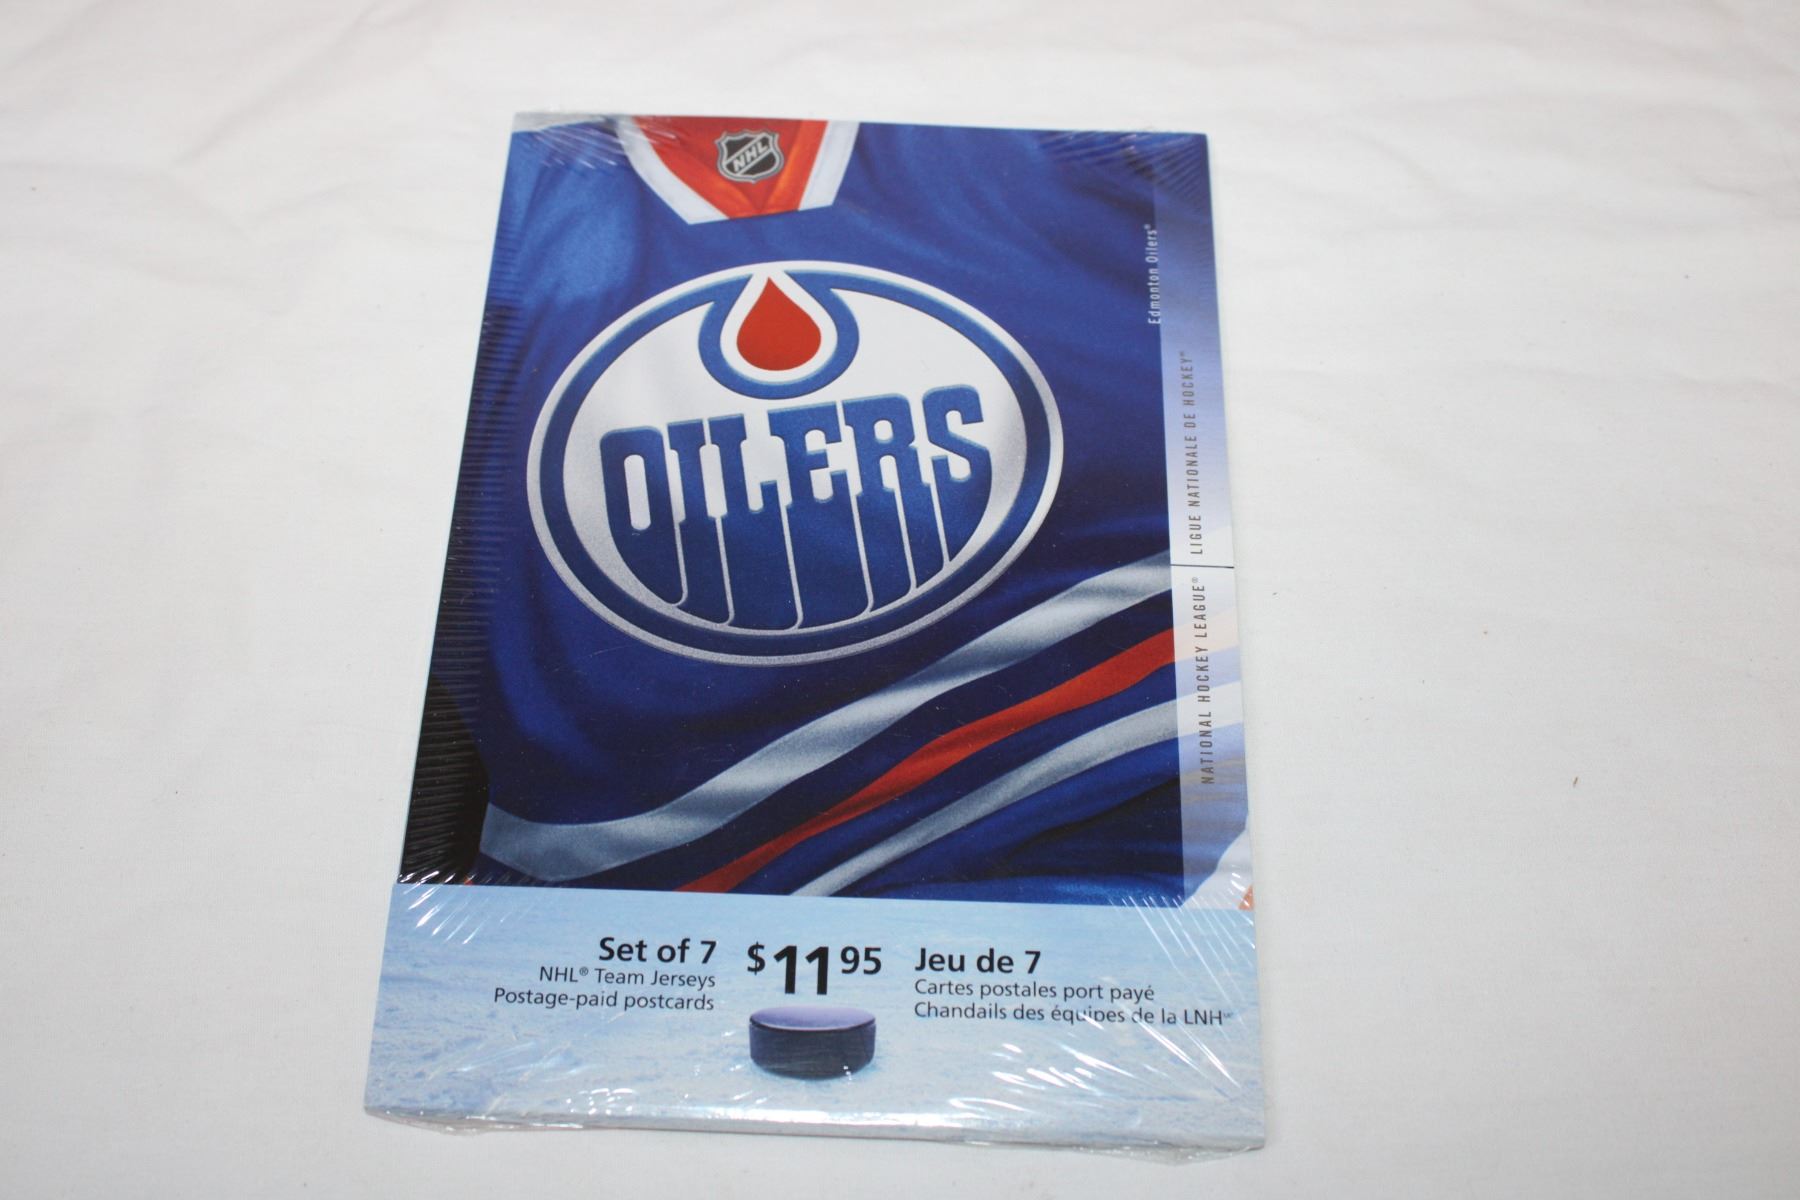 NHL
OILERS
Edmonton Oilers®
NATIONAL HOCKEY LEAGUE® LIGUE NATIONALE DE HOCKEY
Set of 7
NHL® Team Jerseys
Postage-paid postcards
$11 95
Jeu de 7
Cartes postales port payé
Chandails des équipes de la LNH